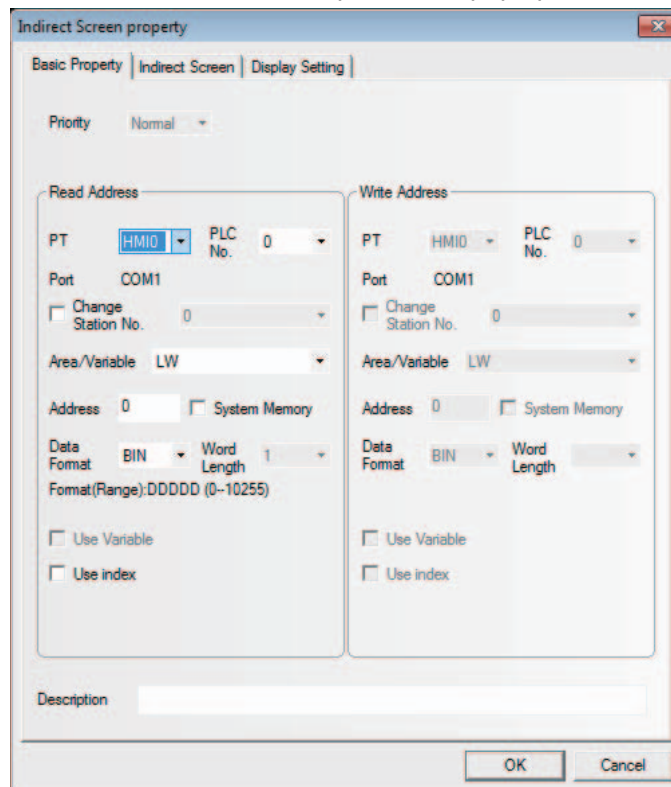 Indirect Screen property
Basic Property Indirect Screen Display Setting
Priority Normal
Read Address
PT HMI0 PLC No. 0
Port COM1
Change Station No. 0
Area/Variable LW
Address 0 System Memory
Data Format BIN Word Length 1
Format(Range):DDDDD (0--10255)
Use Variable
Use index
Write Address
PT HMI0 PLC No. 0
Port COM1
Change Station No. 0
Area/Variable LW
Address 0 System Memory
Data Format BIN Word Length
Use Variable
Use index
Description
OK Cancel